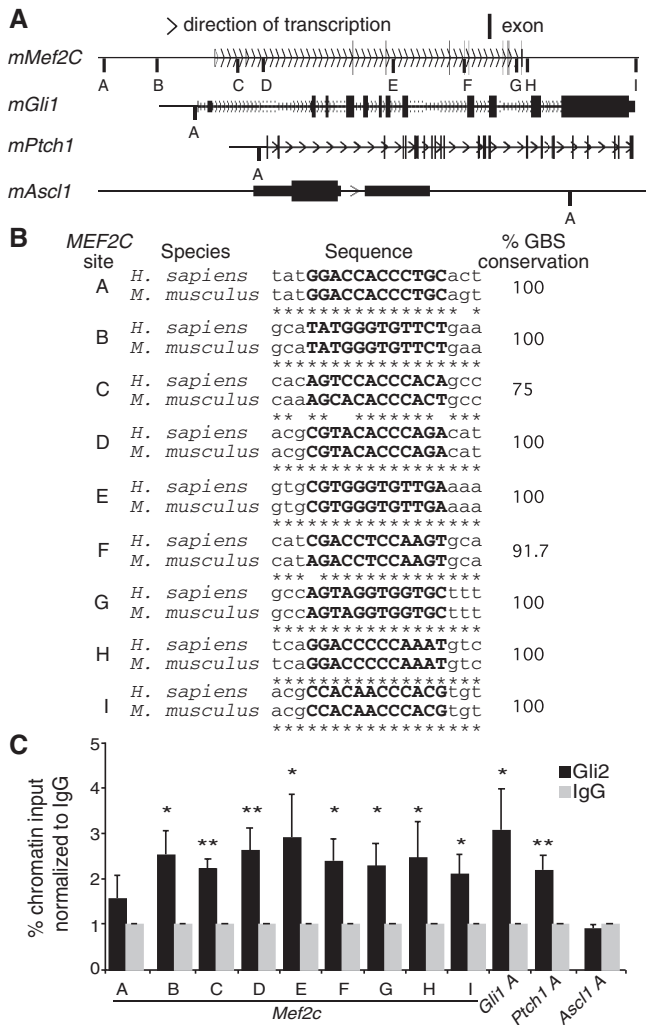 A
direction of transcription exon
mMef2C
A B C D E F G H I
mGli1
A
mPtch1
A
mAscl1
A
B
MEF2C site Species Sequence % GBS conservation
A H. sapiens tatGGACCACCCTGCact 100
M. musculus tatGGACCACCCTGCagt
**************** *
B H. sapiens gcaTATGGGTGTTCTgaa 100
M. musculus gcaTATGGGTGTTCTgaa
******************
C H. sapiens cacAGTCCACCCACAgcc 75
M. musculus caaAGCACACCCACTgcc
** ** ******* ***
D H. sapiens acgCGTACACCCAGAcat 100
M. musculus acgCGTACACCCAGAcat
******************
E H. sapiens gtgCGTGGGTGTTGAaaa 100
M. musculus gtgCGTGGGTGTTGAaaa
******************
F H. sapiens catCGACCTCCAAGTgca 91.7
M. musculus catAGACCTCCAAGTgca
*** **************
G H. sapiens gccAGTAGGTGGTGCttt 100
M. musculus gccAGTAGGTGGTGCttt
******************
H H. sapiens tcaGGACCCCCAAATgtc 100
M. musculus tcaGGACCCCCAAATgtc
******************
I H. sapiens acgCCACAACCCACGtgt 100
M. musculus acgCCACAACCCACGtgt
******************
C
% chromatin input normalized to IgG
5
4
3
2
1
0
* ** ** * * * * * * **
Gli2
IgG
A B C D E F G H I Gli1 A Ptch1 A Ascl1 A
Mef2c